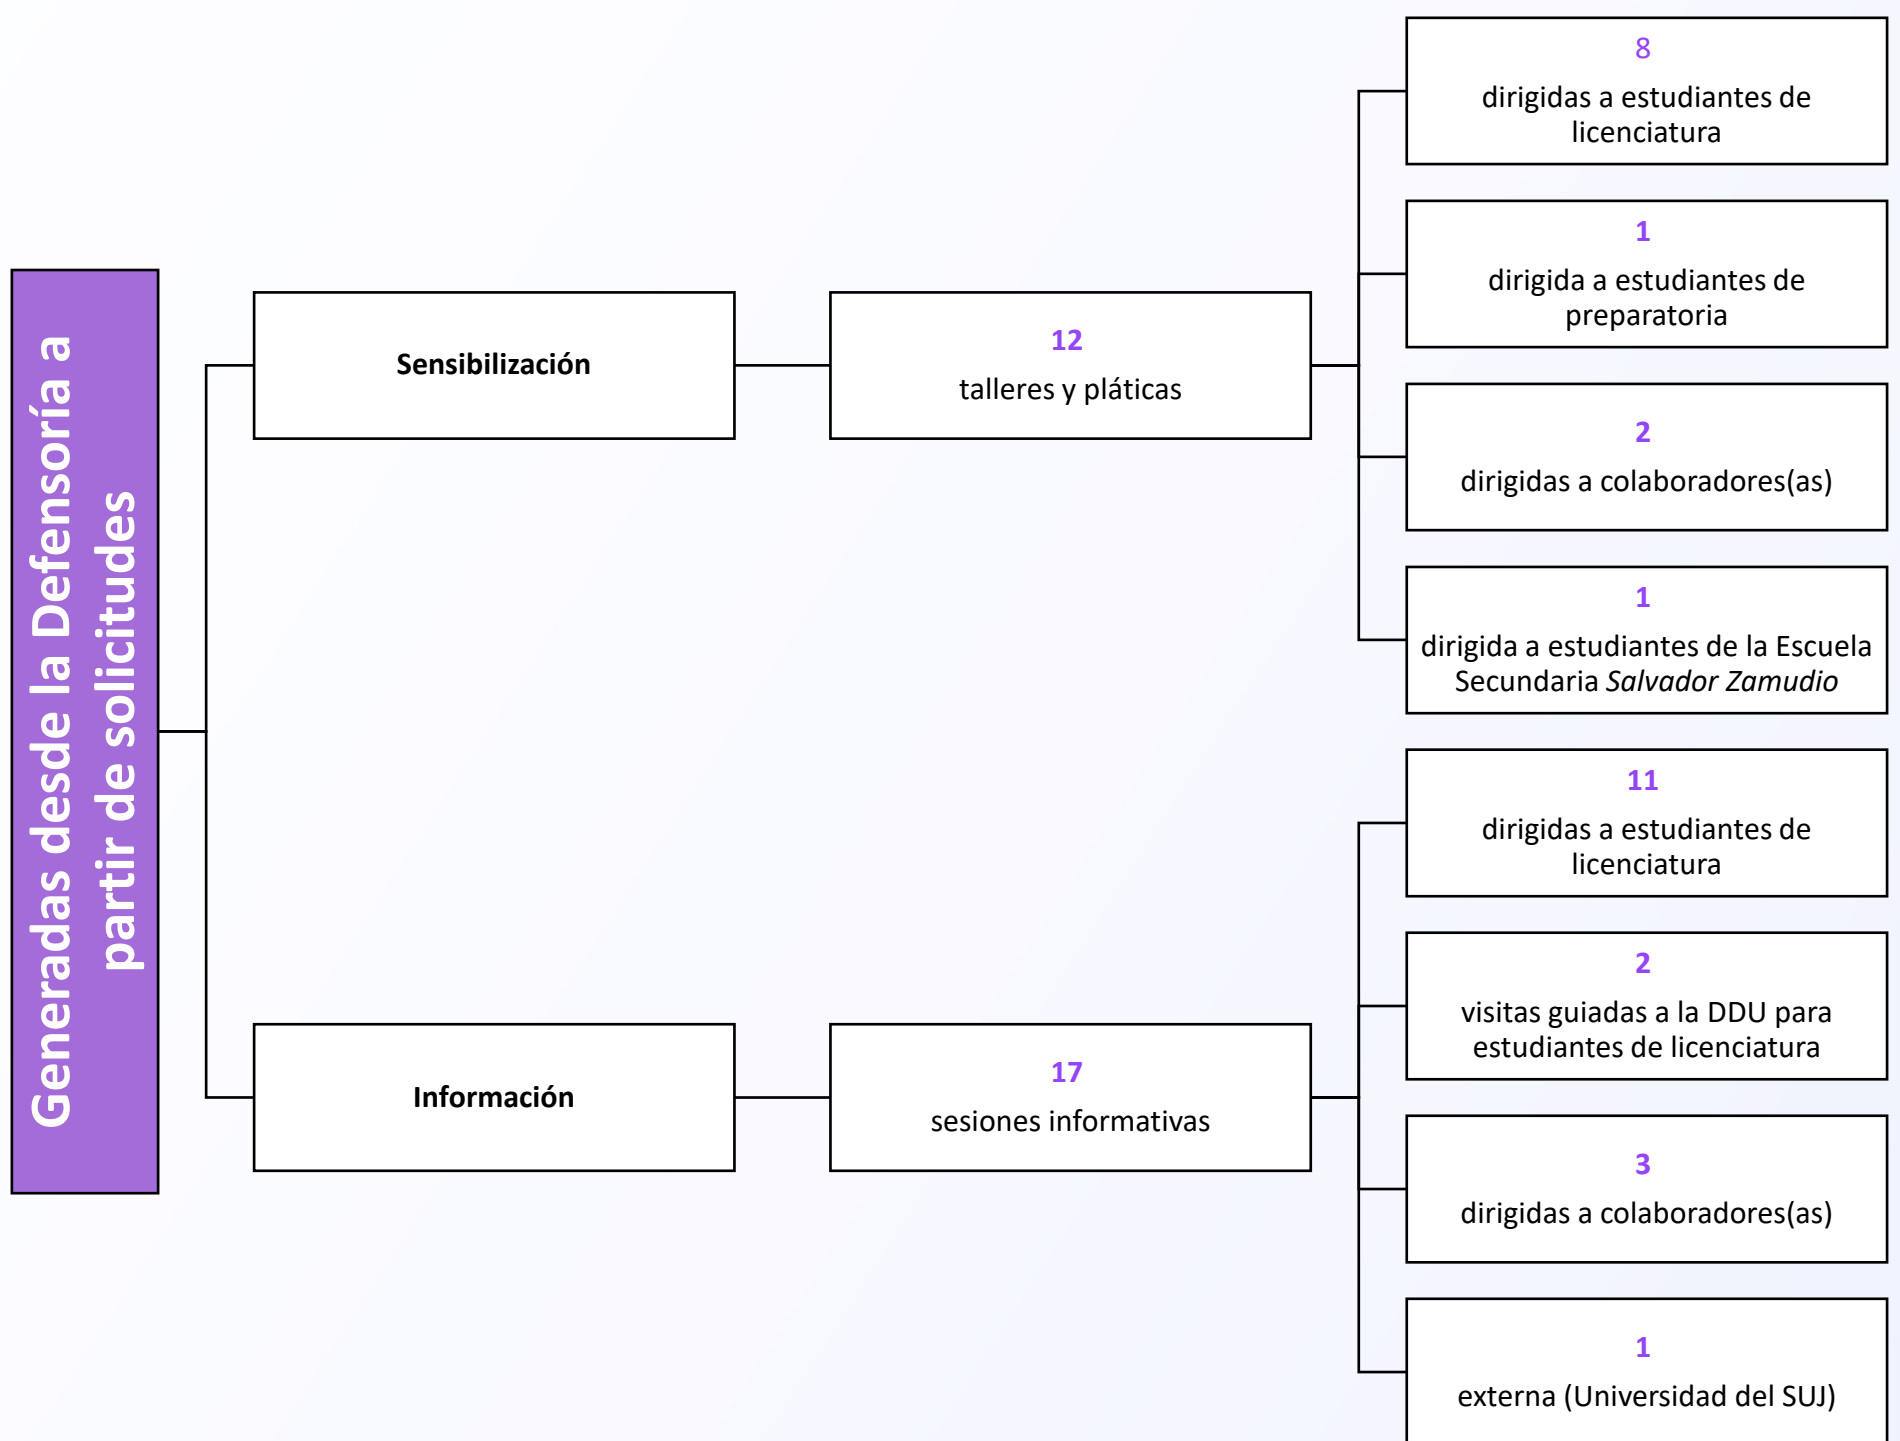 Generadas desde la Defensoría a
partir de solicitudes
Sensibilización
12
talleres y pláticas
8
dirigidas a estudiantes de
licenciatura
1
dirigida a estudiantes de
preparatoria
2
dirigidas a colaboradores(as)
1
dirigida a estudiantes de la Escuela
Secundaria Salvador Zamudio
Información
17
sesiones informativas
11
dirigidas a estudiantes de
licenciatura
2
visitas guiadas a la DDU para
estudiantes de licenciatura
3
dirigidas a colaboradores(as)
1
externa (Universidad del SUJ)